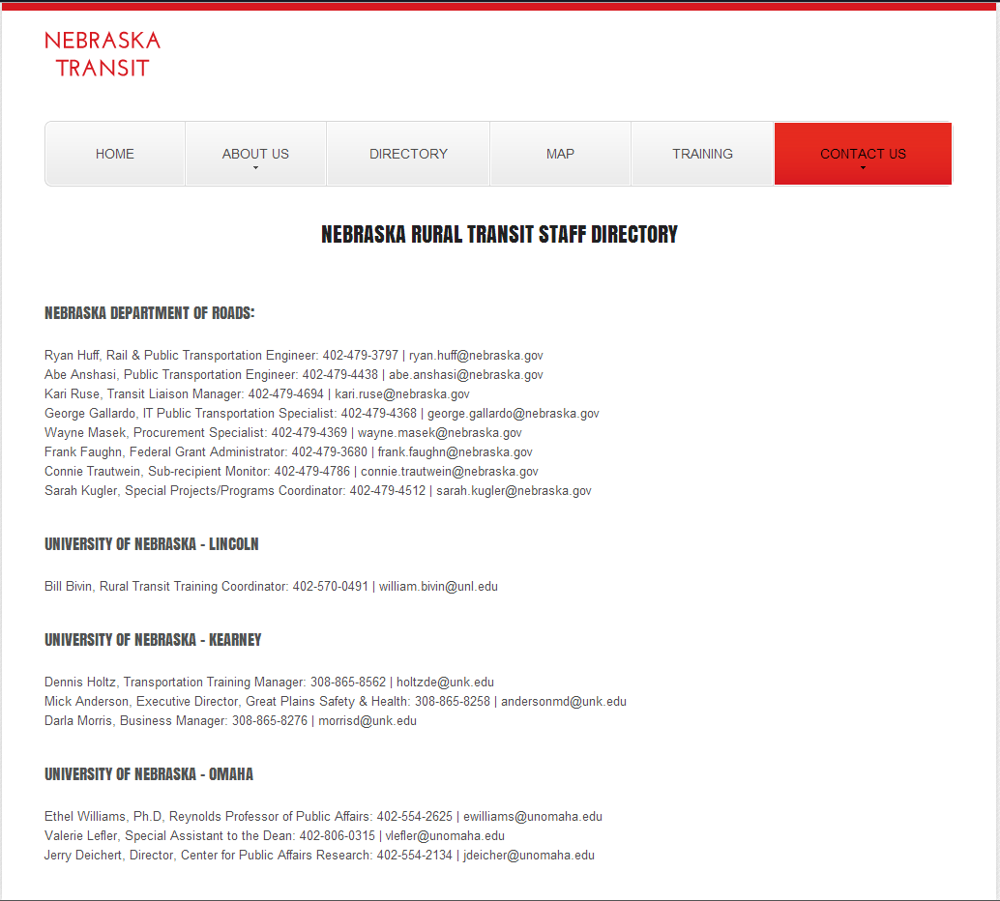 NEBRASKA
TRANSIT
HOME
ABOUT US
DIRECTORY
MAP
TRAINING
CONTACT US
NEBRASKA RURAL TRANSIT STAFF DIRECTORY
NEBRASKA DEPARTMENT OF ROADS:
Ryan Huff, Rail & Public Transportation Engineer: 402-479-3797 | ryan.huff@nebraska.gov
Abe Anshasi, Public Transportation Engineer: 402-479-4438 | abe.anshasi@nebraska.gov
Kari Ruse, Transit Liaison Manager: 402-479-4694 | kari.ruse@nebraska.gov
George Gallardo, IT Public Transportation Specialist: 402-479-4368 | george.gallardo@nebraska.gov
Wayne Masek, Procurement Specialist: 402-479-4369 | wayne.masek@nebraska.gov
Frank Faughn, Federal Grant Administrator: 402-479-3680 | frank.faughn@nebraska.gov
Connie Trautwein, Sub-recipient Monitor: 402-479-4786 | connie.trautwein@nebraska.gov
Sarah Kugler, Special Projects/Programs Coordinator: 402-479-4512 | sarah.kugler@nebraska.gov
UNIVERSITY OF NEBRASKA - LINCOLN
Bill Bivin, Rural Transit Training Coordinator: 402-570-0491 | william.bivin@unl.edu
UNIVERSITY OF NEBRASKA - KEARNEY
Dennis Holtz, Transportation Training Manager: 308-865-8562 | holtzde@unk.edu
Mick Anderson, Executive Director, Great Plains Safety & Health: 308-865-8258 | andersonmd@unk.edu
Darla Morris, Business Manager: 308-865-8276 | morrisd@unk.edu
UNIVERSITY OF NEBRASKA - OMAHA
Ethel Williams, Ph.D, Reynolds Professor of Public Affairs: 402-554-2625 | ewilliams@unomaha.edu
Valerie Lefler, Special Assistant to the Dean: 402-806-0315 | vlefler@unomaha.edu
Jerry Deichert, Director, Center for Public Affairs Research: 402-554-2134 | jdeicher@unomaha.edu